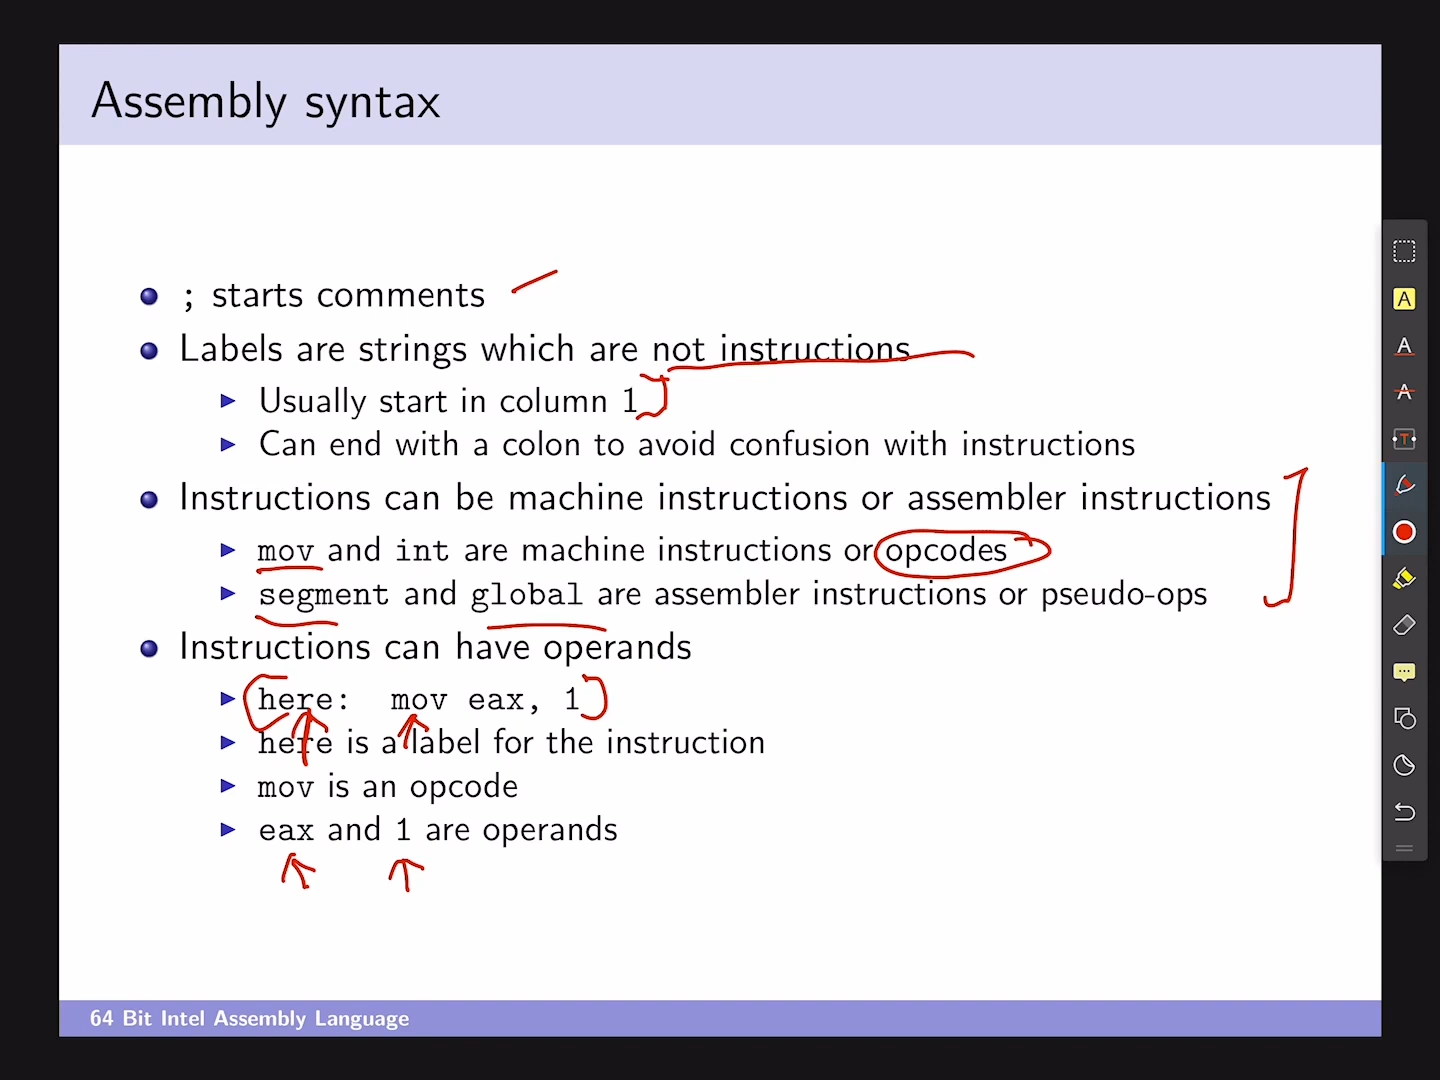 Assembly syntax
; starts comments
Labels are strings which are not instructions
Usually start in column 1
Can end with a colon to avoid confusion with instructions
Instructions can be machine instructions or assembler instructions
mov and int are machine instructions or opcodes
segment and global are assembler instructions or pseudo-ops
Instructions can have operands
here:  mov eax, 1
here is a label for the instruction
mov is an opcode
eax and 1 are operands
64 Bit Intel Assembly Language
A
A
A
T